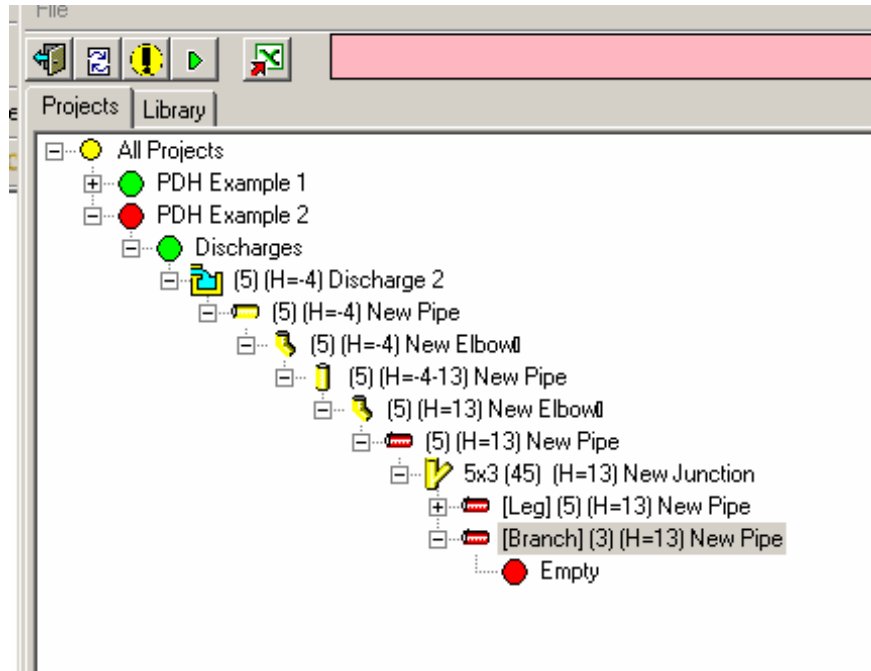 File
Projects Library
All Projects
PDH Example 1
PDH Example 2
Discharges
(5) (H=-4) Discharge 2
(5) (H=-4) New Pipe
(5) (H=-4) New Elbow
(5) (H=-4-13) New Pipe
(5) (H=13) New Elbow
(5) (H=13) New Pipe
5x3 (45) (H=13) New Junction
[Leg] (5) (H=13) New Pipe
[Branch] (3) (H=13) New Pipe
Empty